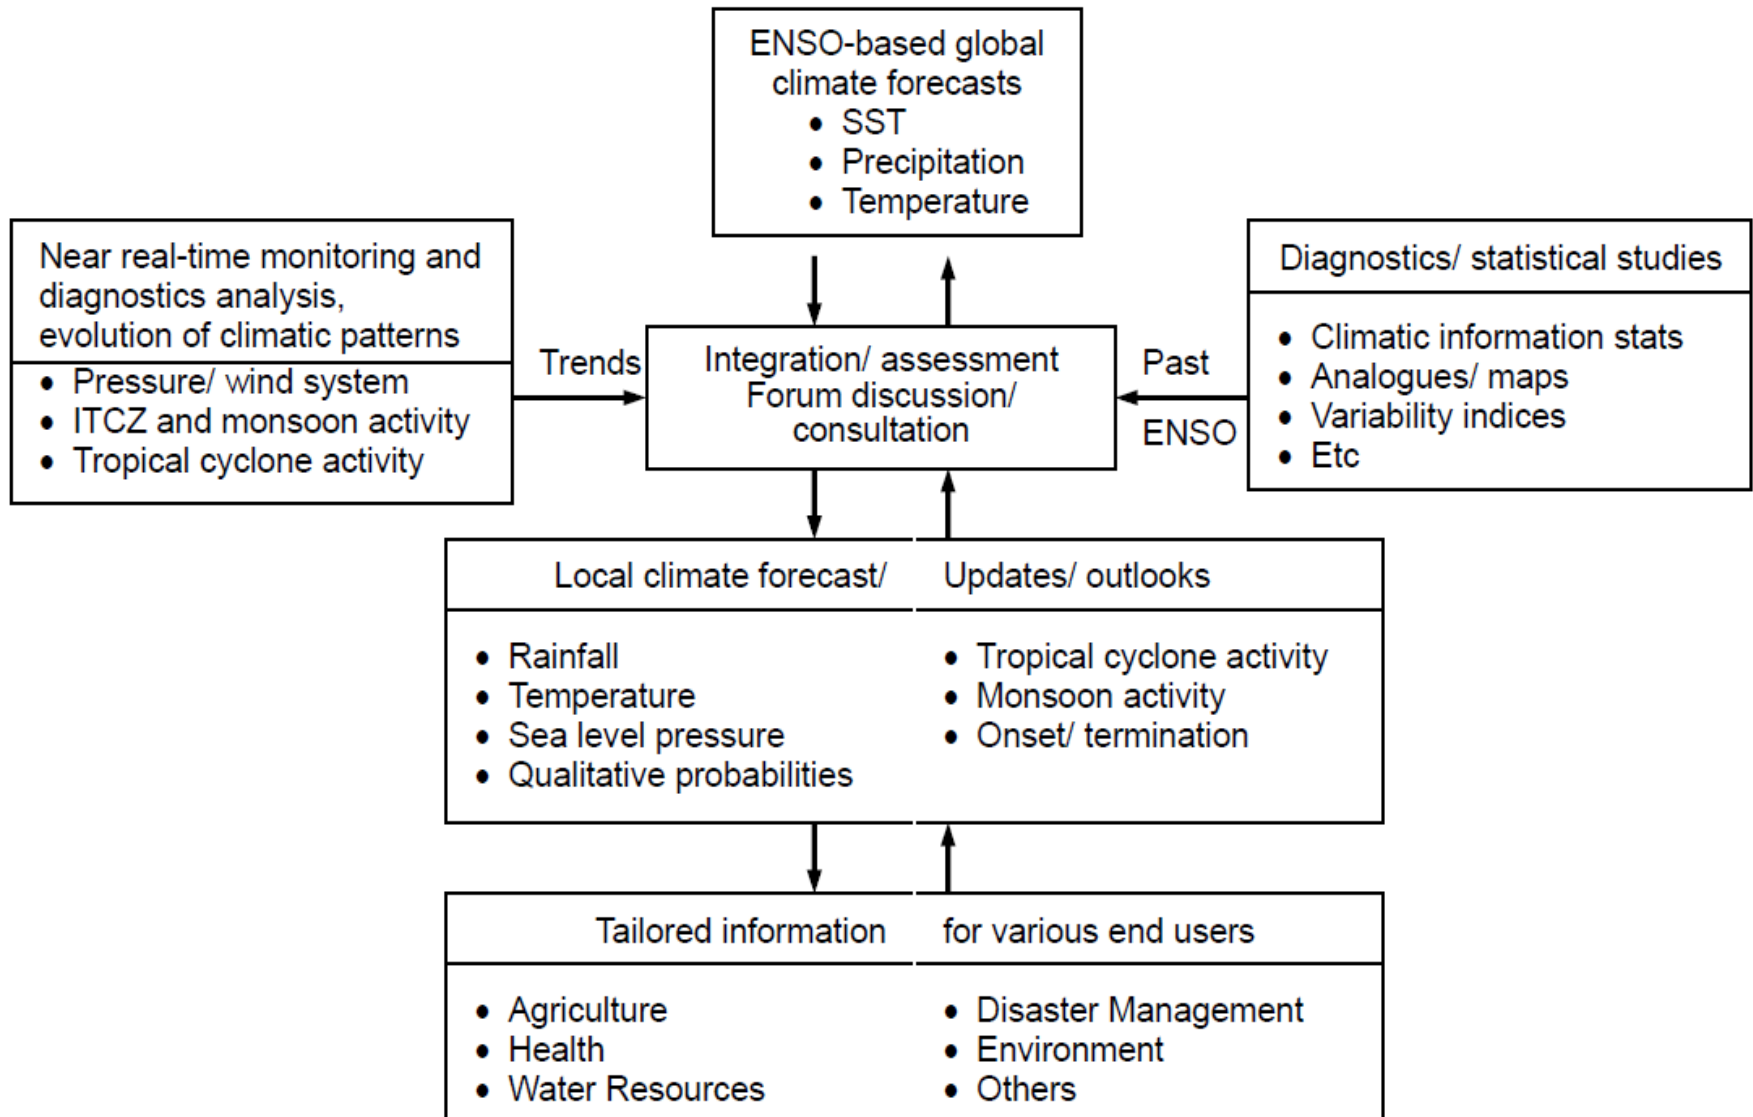 ENSO-based global
climate forecasts
• SST
• Precipitation
• Temperature
Near real-time monitoring and
diagnostics analysis,
evolution of climatic patterns
• Pressure/ wind system
• ITCZ and monsoon activity
• Tropical cyclone activity
Trends
Integration/ assessment
Forum discussion/
consultation
Past
ENSO
Diagnostics/ statistical studies
• Climatic information stats
• Analogues/ maps
• Variability indices
• Etc
Local climate forecast/ Updates/ outlooks
• Rainfall
• Temperature
• Sea level pressure
• Qualitative probabilities
• Tropical cyclone activity
• Monsoon activity
• Onset/ termination
Tailored information for various end users
• Agriculture
• Health
• Water Resources
• Disaster Management
• Environment
• Others